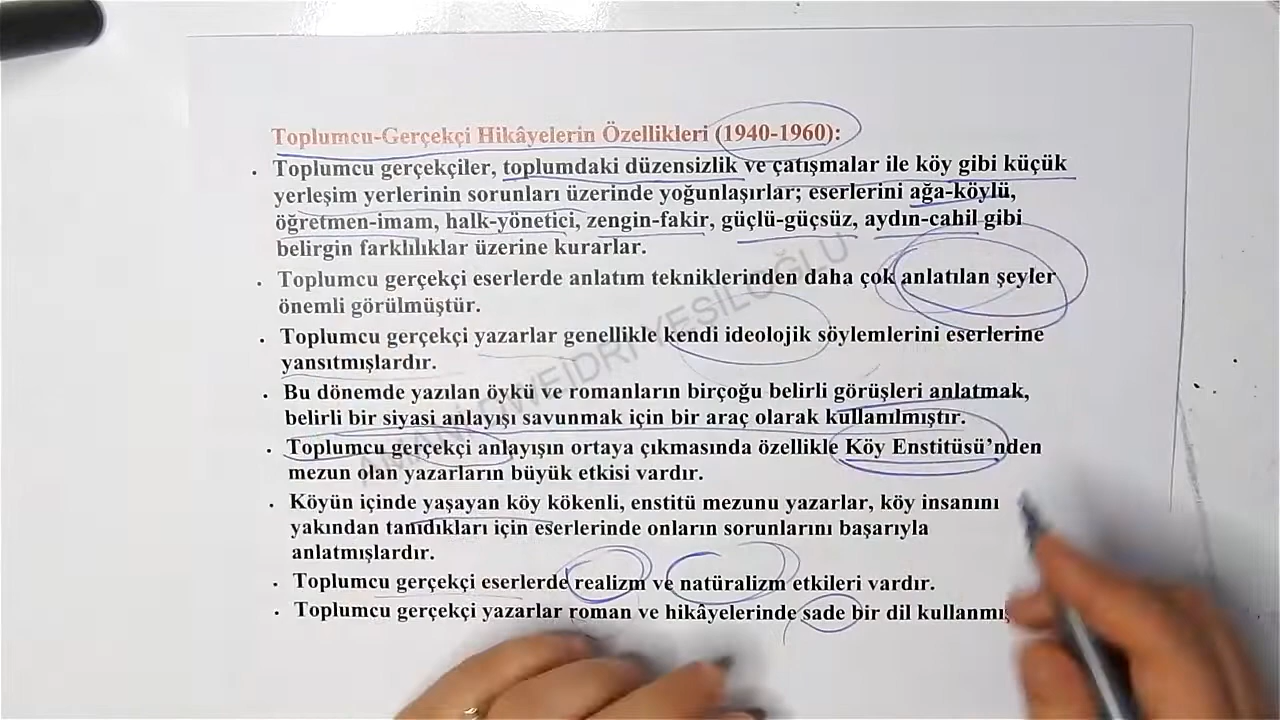 Toplumcu-Gerçekçi Hikâyelerin Özellikleri (1940-1960):
. Toplumcu gerçekçiler, toplumdaki düzensizlik ve çatışmalar ile köy gibi küçük
yerleşim yerlerinin sorunları üzerinde yoğunlaşırlar; eserlerini ağa-köylü,
öğretmen-imam, halk-yönetici, zengin-fakir, güçlü-güçsüz, aydın-cahil gibi
belirgin farklılıklar üzerine kurarlar.
. Toplumcu gerçekçi eserlerde anlatım tekniklerinden daha çok anlatılan şeyler
önemli görülmüştür.
. Toplumcu gerçekçi yazarlar genellikle kendi ideolojik söylemlerini eserlerine
yansıtmışlardır.
. Bu dönemde yazılan öykü ve romanların birçoğu belirli görüşleri anlatmak,
belirli bir siyasi anlayışı savunmak için bir araç olarak kullanılmıştır.
. Toplumcu gerçekçi anlayışın ortaya çıkmasında özellikle Köy Enstitüsü’nden
mezun olan yazarların büyük etkisi vardır.
. Köyün içinde yaşayan köy kökenli, enstitü mezunu yazarlar, köy insanını
yakından tanıdıkları için eserlerinde onların sorunlarını başarıyla
anlatmışlardır.
. Toplumcu gerçekçi eserlerde realizm ve natüralizm etkileri vardır.
. Toplumcu gerçekçi yazarlar roman ve hikâyelerinde sade bir dil